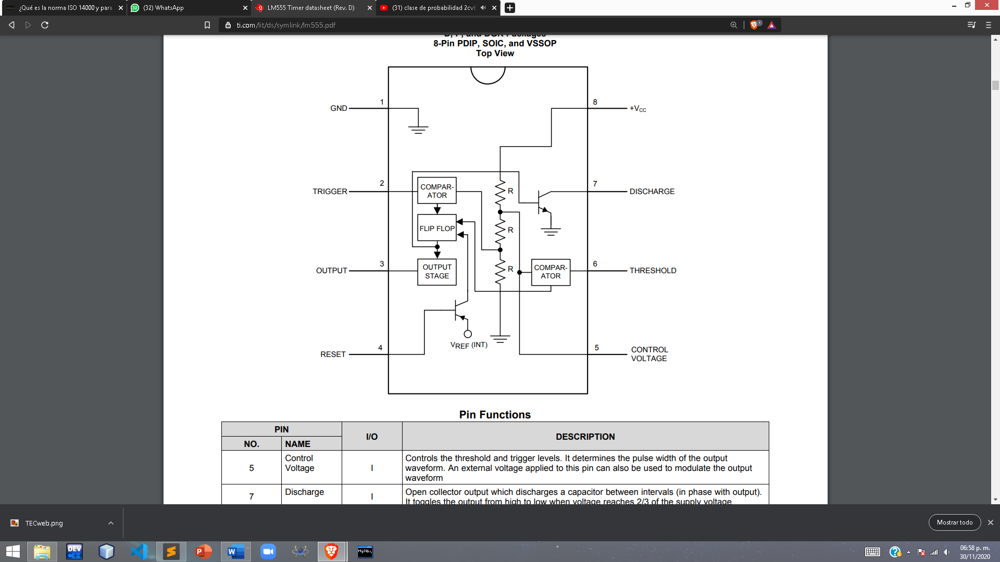 ¿Qué es la norma ISO 14000 y para
32
(32) WhatsApp
LM555 Timer datasheet (Rev. D)
(31) clase de probabilidad 2cv
ti.com/lit/ds/symlink/lm555.pdf
8-Pin PDIP, SOIC, and VSSOP
Top View
1
GND
8
+VCC
2
TRIGGER
COMPAR-
ATOR
R
7
DISCHARGE
FLIP FLOP
R
3
OUTPUT
OUTPUT
STAGE
R
COMPAR-
ATOR
6
THRESHOLD
4
RESET
VREF (INT)
5
CONTROL
VOLTAGE
Pin Functions
PIN
I/O
DESCRIPTION
NO.
NAME
5
Control
Voltage
I
Controls the threshold and trigger levels. It determines the pulse width of the output
waveform. An external voltage applied to this pin can also be used to modulate the output
waveform
7
Discharge
I
Open collector output which discharges a capacitor between intervals (in phase with output).
It toggles the output from high to low when voltage reaches 2/3 of the supply voltage
TECweb.png
Mostrar todo
DEV
C++
S
P
W
MySQL
06:58 p. m.
30/11/2020